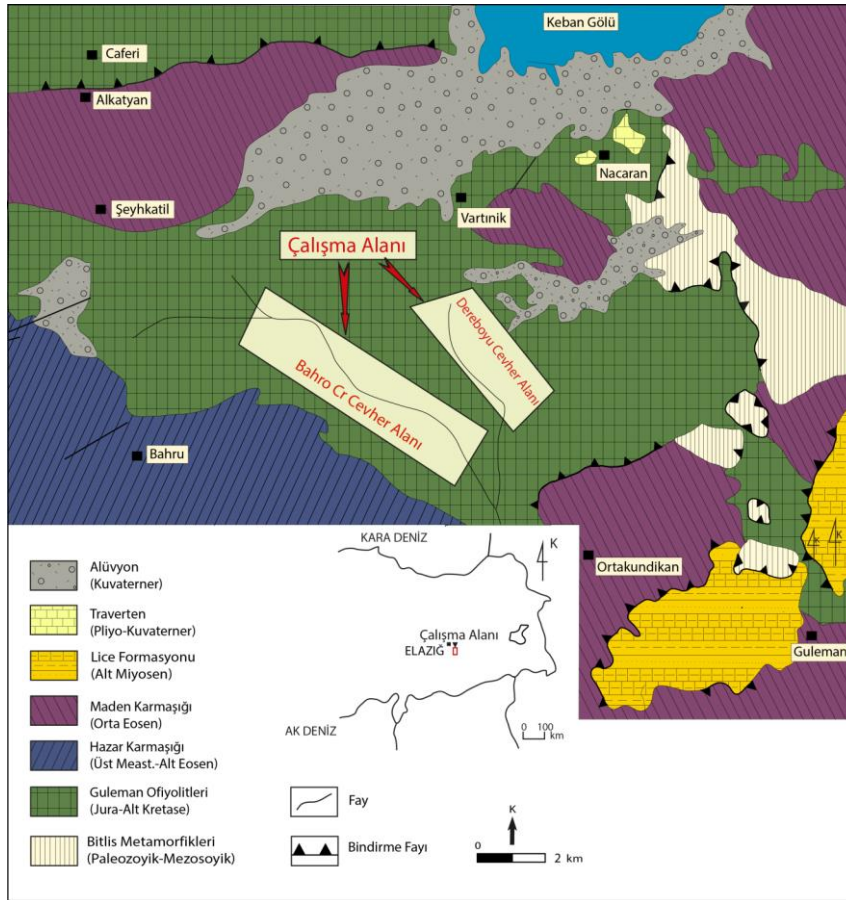 Keban Gölü
Caferi
Alkatyan
Nacaran
Şeyhkatil
Vartınik
Çalışma Alanı
Dereboyu Cevher Alanı
Bahro Cr Cevher Alanı
Bahru
K
K
Ortakundikan
Guleman
KARA DENİZ
K
Çalışma Alanı
ELAZIĞ
AK DENİZ
0 100
km
Alüvyon
(Kuvaterner)
Traverten
(Pliyo-Kuvaterner)
Lice Formasyonu
(Alt Miyosen)
Maden Karmaşığı
(Orta Eosen)
Hazar Karmaşığı
(Üst Meast.-Alt Eosen)
Guleman Ofiyolitleri
(Jura-Alt Kretase)
Bitlis Metamorfikleri
(Paleozoyik-Mezosoyik)
Fay
Bindirme Fayı
K
0
2 km